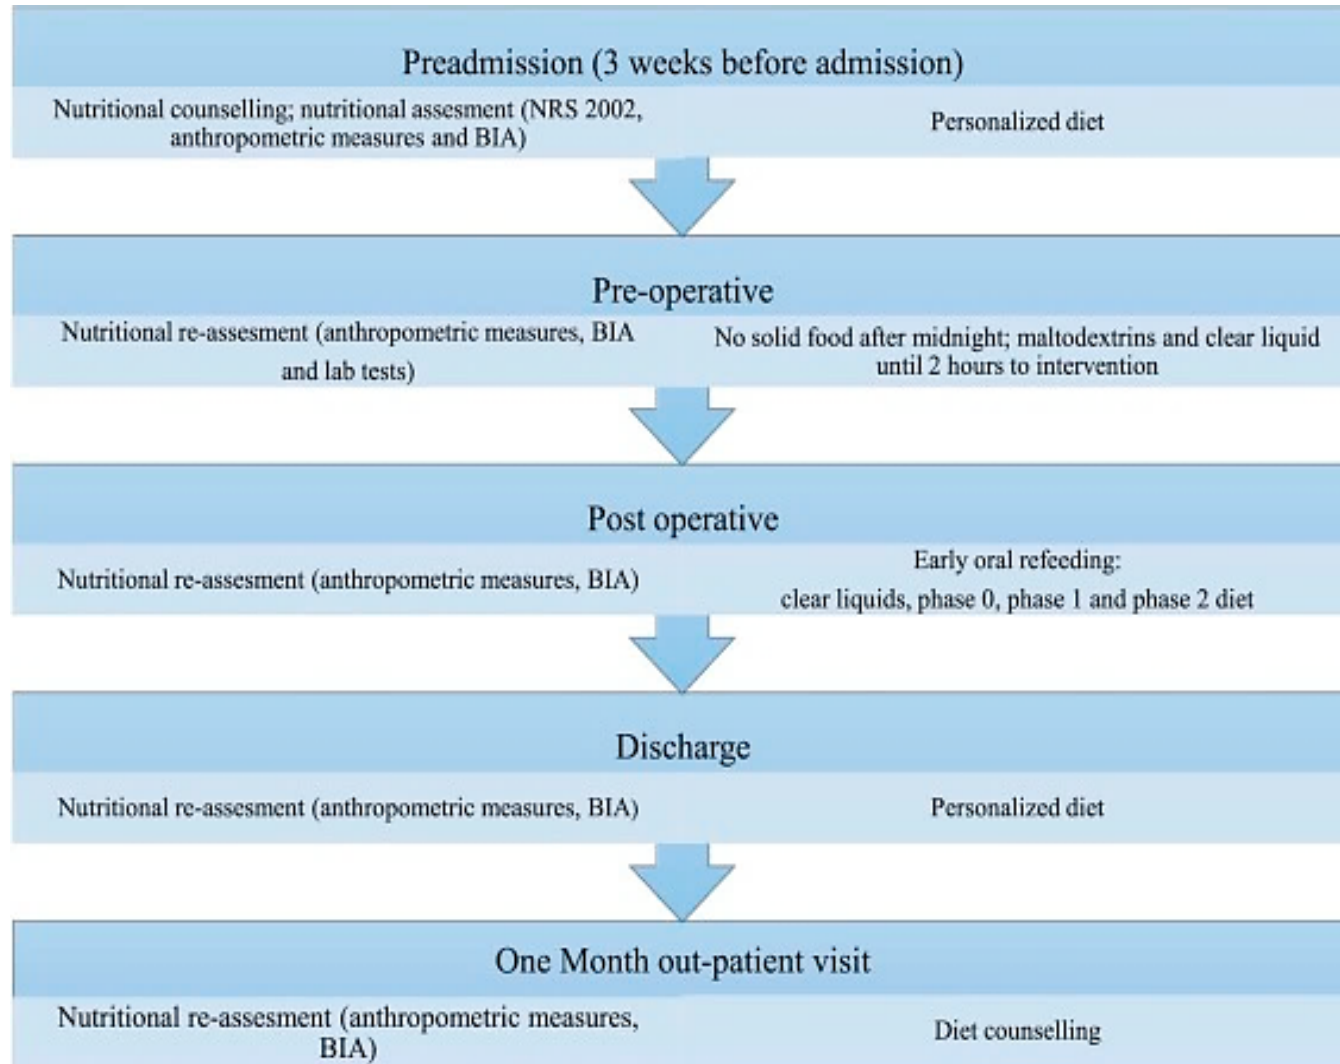 Preadmission (3 weeks before admission)
Nutritional counselling; nutritional assesment (NRS 2002,
anthropometric measures and BIA)
Personalized diet
Pre-operative
Nutritional re-assesment (anthropometric measures, BIA
and lab tests)
No solid food after midnight; maltodextrins and clear liquid
until 2 hours to intervention
Post operative
Nutritional re-assesment (anthropometric measures, BIA)
Early oral refeeding:
clear liquids, phase 0, phase 1 and phase 2 diet
Discharge
Nutritional re-assesment (anthropometric measures, BIA)
Personalized diet
One Month out-patient visit
Nutritional re-assesment (anthropometric measures,
BIA)
Diet counselling